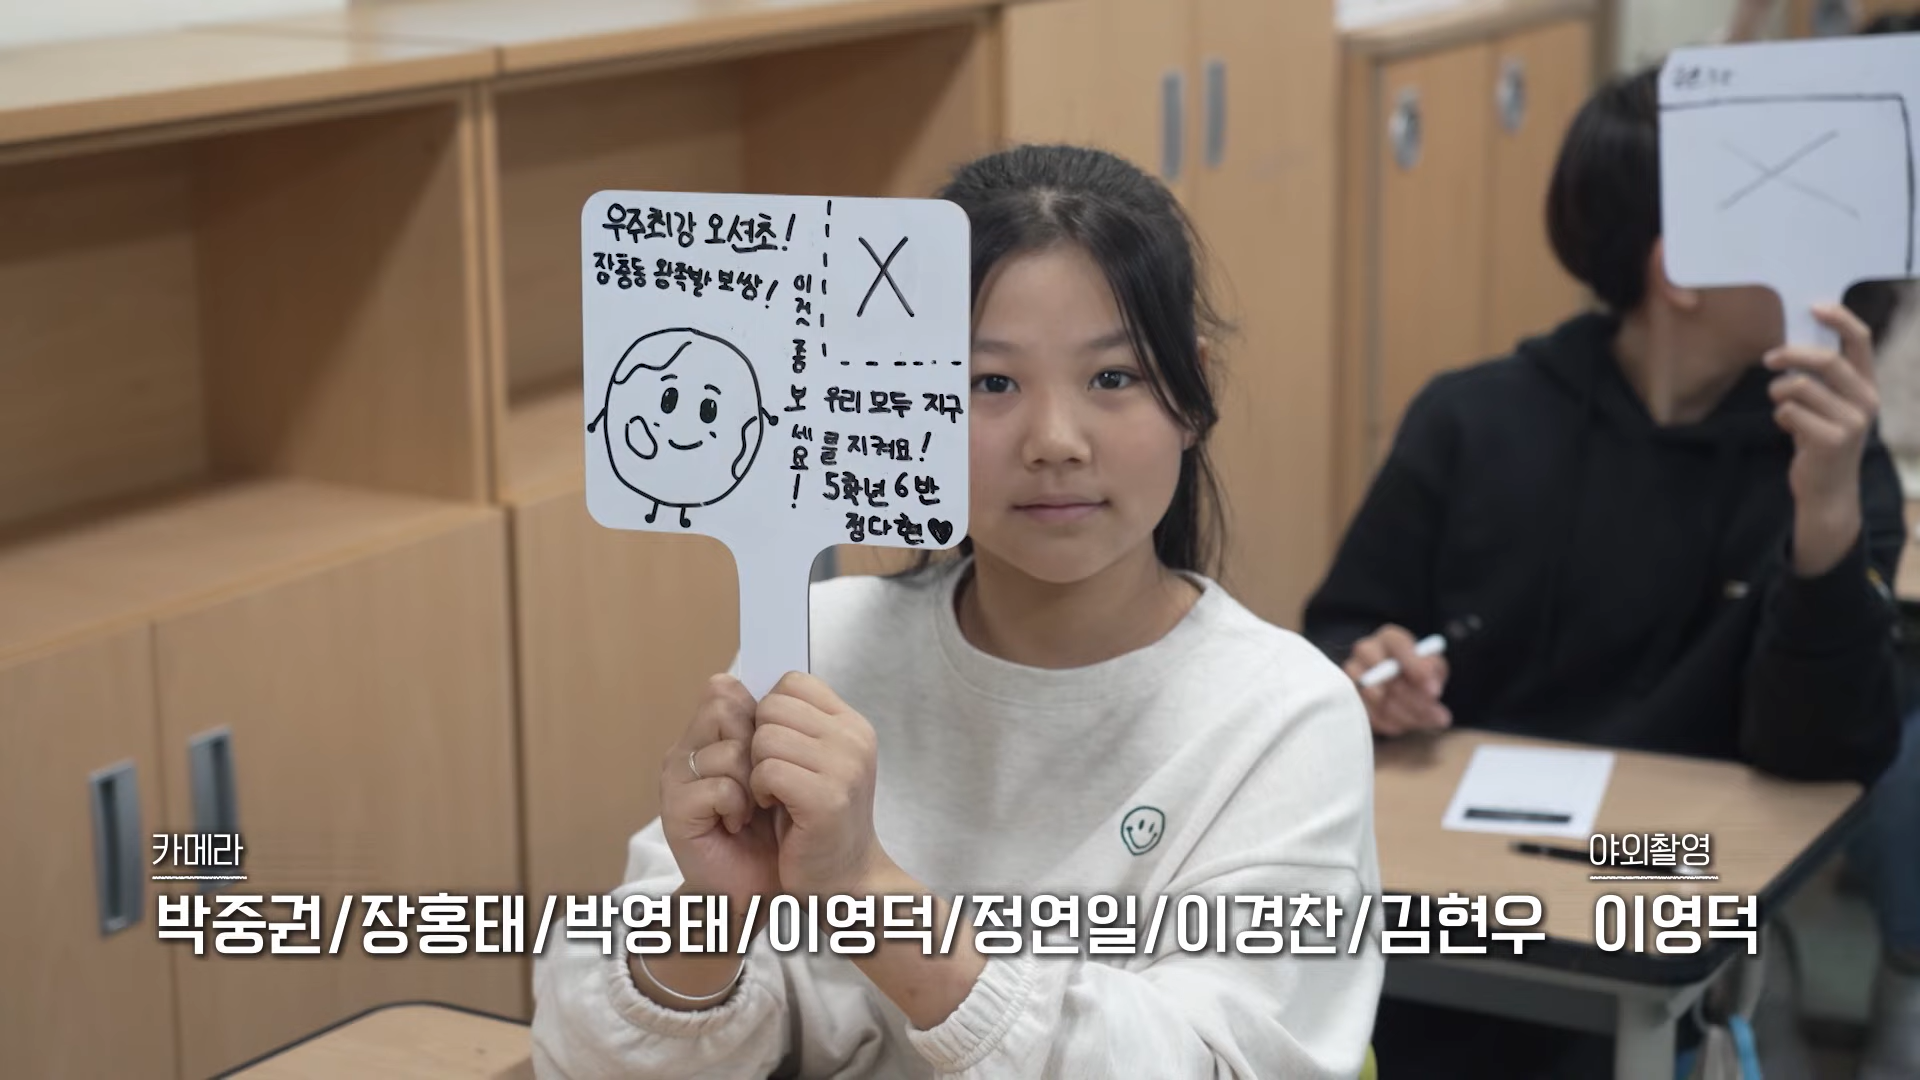 우주최강 오셔초!
장충동 왕족발 보쌈!
이것 좀 보세요!
X
우리 모두 지구
를 지켜요!
5학년 6반
정다현♥
X
카메라
박중권/장홍태/박영태/이영덕/정연일/이경찬/김현우
야외촬영
이영덕